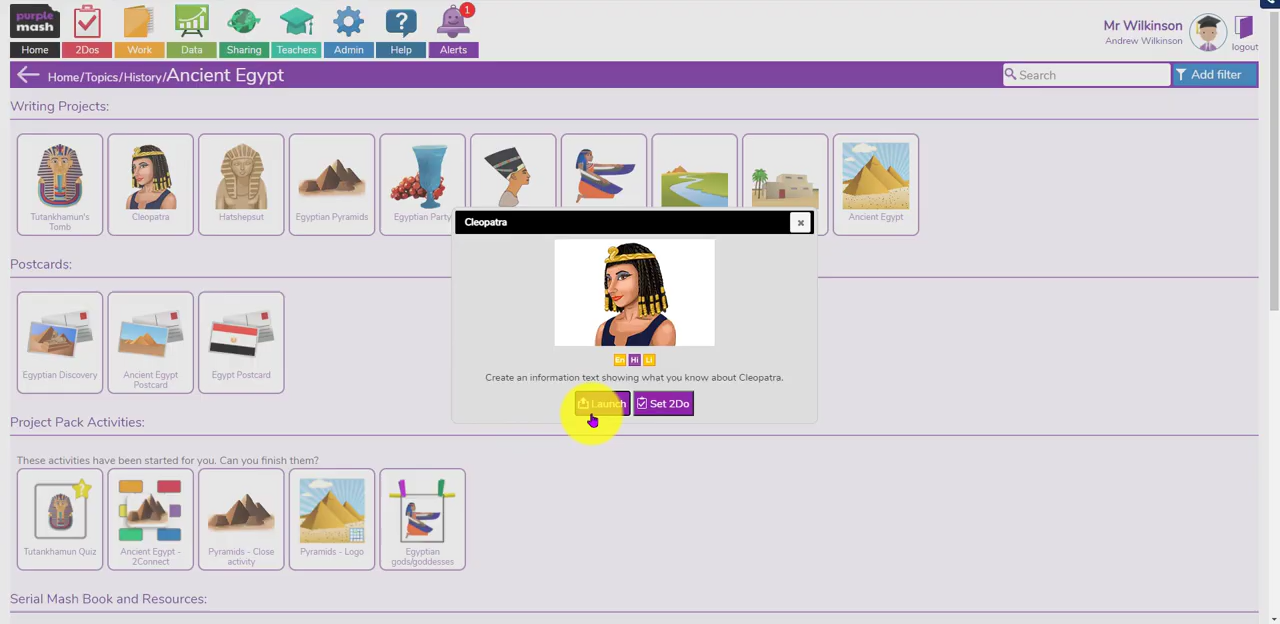 purple mash
1
Home
2Dos
Work
Data
Sharing
Teachers
Admin
Help
Alerts
Mr Wilkinson
Andrew Wilkinson
logout
Home/Topics/History/Ancient Egypt
Search
Add filter
Writing Projects:
Tutankhamun's Tomb
Cleopatra
Hatshepsut
Egyptian Pyramids
Egyptian Party
Ancient Egypt
Cleopatra
En Hi Li
Create an information text showing what you know about Cleopatra.
Launch
Set 2Do
Postcards:
Egyptian Discovery
Ancient Egypt Postcard
Egypt Postcard
Project Pack Activities:
These activities have been started for you. Can you finish them?
Tutankhamun Quiz
Ancient Egypt - 2Connect
Pyramids - Close activity
Pyramids - Logo
Egyptian gods/goddesses
Serial Mash Book and Resources: